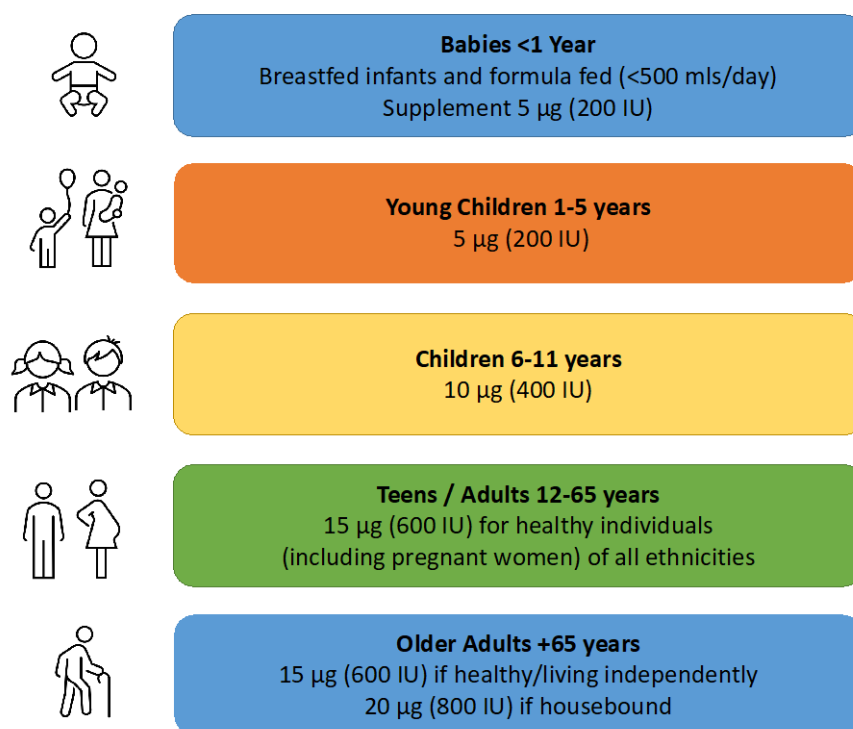 Babies <1 Year
Breastfed infants and formula fed (<500 mls/day)
Supplement 5 µg (200 IU)
Young Children 1-5 years
5 µg (200 IU)
Children 6-11 years
10 µg (400 IU)
Teens / Adults 12-65 years
15 µg (600 IU) for healthy individuals
(including pregnant women) of all ethnicities
Older Adults +65 years
15 µg (600 IU) if healthy/living independently
20 µg (800 IU) if housebound